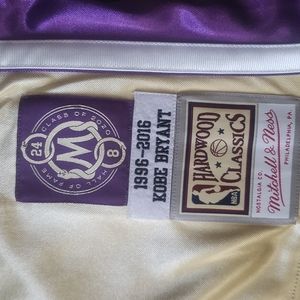 CLASS OF 2020
24
M
8
HALL OF FAME
1996-2016
KOBE BRYANT
HARDWOOD
CLASSICS
NBA
Mitchell & Ness
NOSTALGIA CO.
PHILADELPHIA, PA.